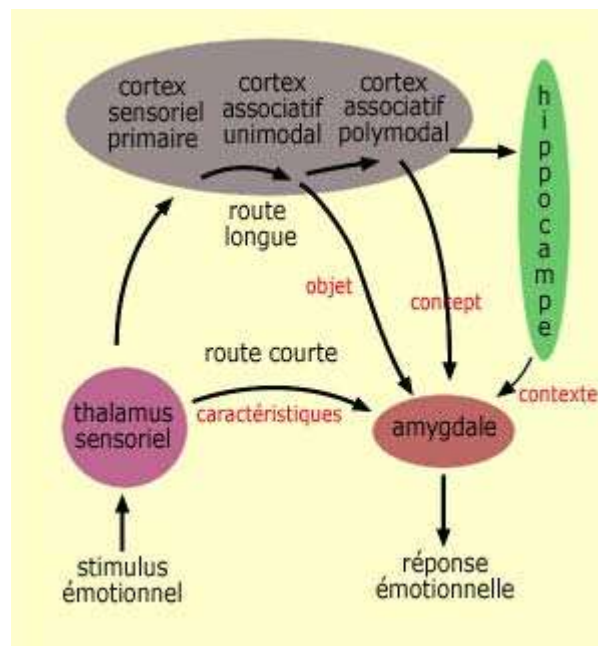 cortex
sensoriel
primaire
cortex
associatif
unimodal
cortex
associatif
polymodal
hippocampe
route
longue
objet
concept
route courte
caractéristiques
contexte
thalamus
sensoriel
amygdale
stimulus
émotionnel
réponse
émotionnelle